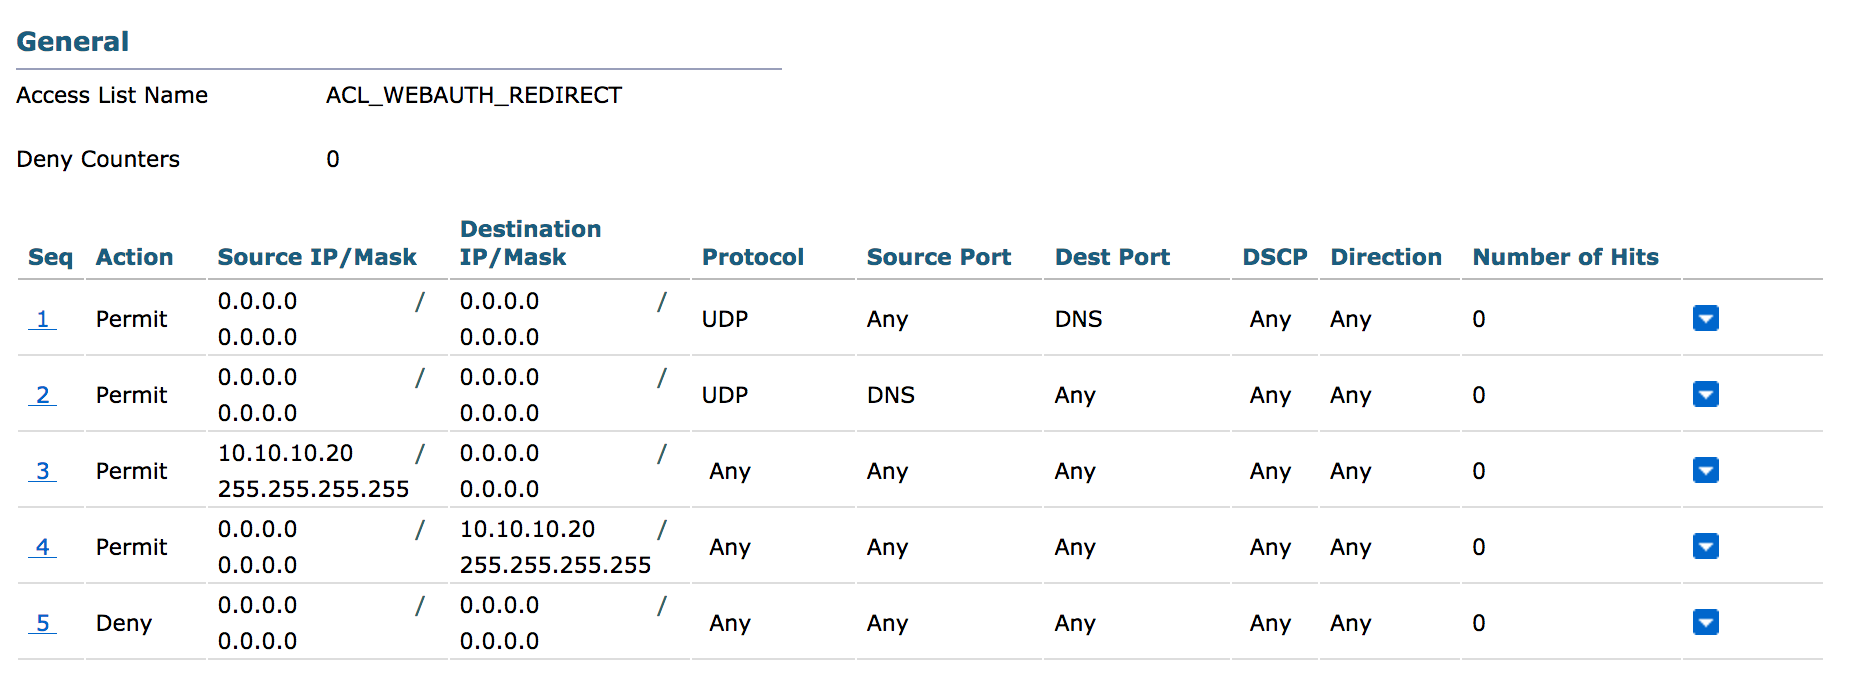 General
Access List Name ACL_WEBAUTH_REDIRECT
Deny Counters 0
Seq Action Source IP/Mask Destination IP/Mask Protocol Source Port Dest Port DSCP Direction Number of Hits
1 Permit 0.0.0.0 / 0.0.0.0 0.0.0.0 / 0.0.0.0 UDP Any DNS Any Any 0
2 Permit 0.0.0.0 / 0.0.0.0 0.0.0.0 / 0.0.0.0 UDP DNS Any Any Any 0
3 Permit 10.10.10.20 / 255.255.255.255 0.0.0.0 / 0.0.0.0 Any Any Any Any Any 0
4 Permit 0.0.0.0 / 0.0.0.0 10.10.10.20 / 255.255.255.255 Any Any Any Any Any 0
5 Deny 0.0.0.0 / 0.0.0.0 0.0.0.0 / 0.0.0.0 Any Any Any Any Any 0